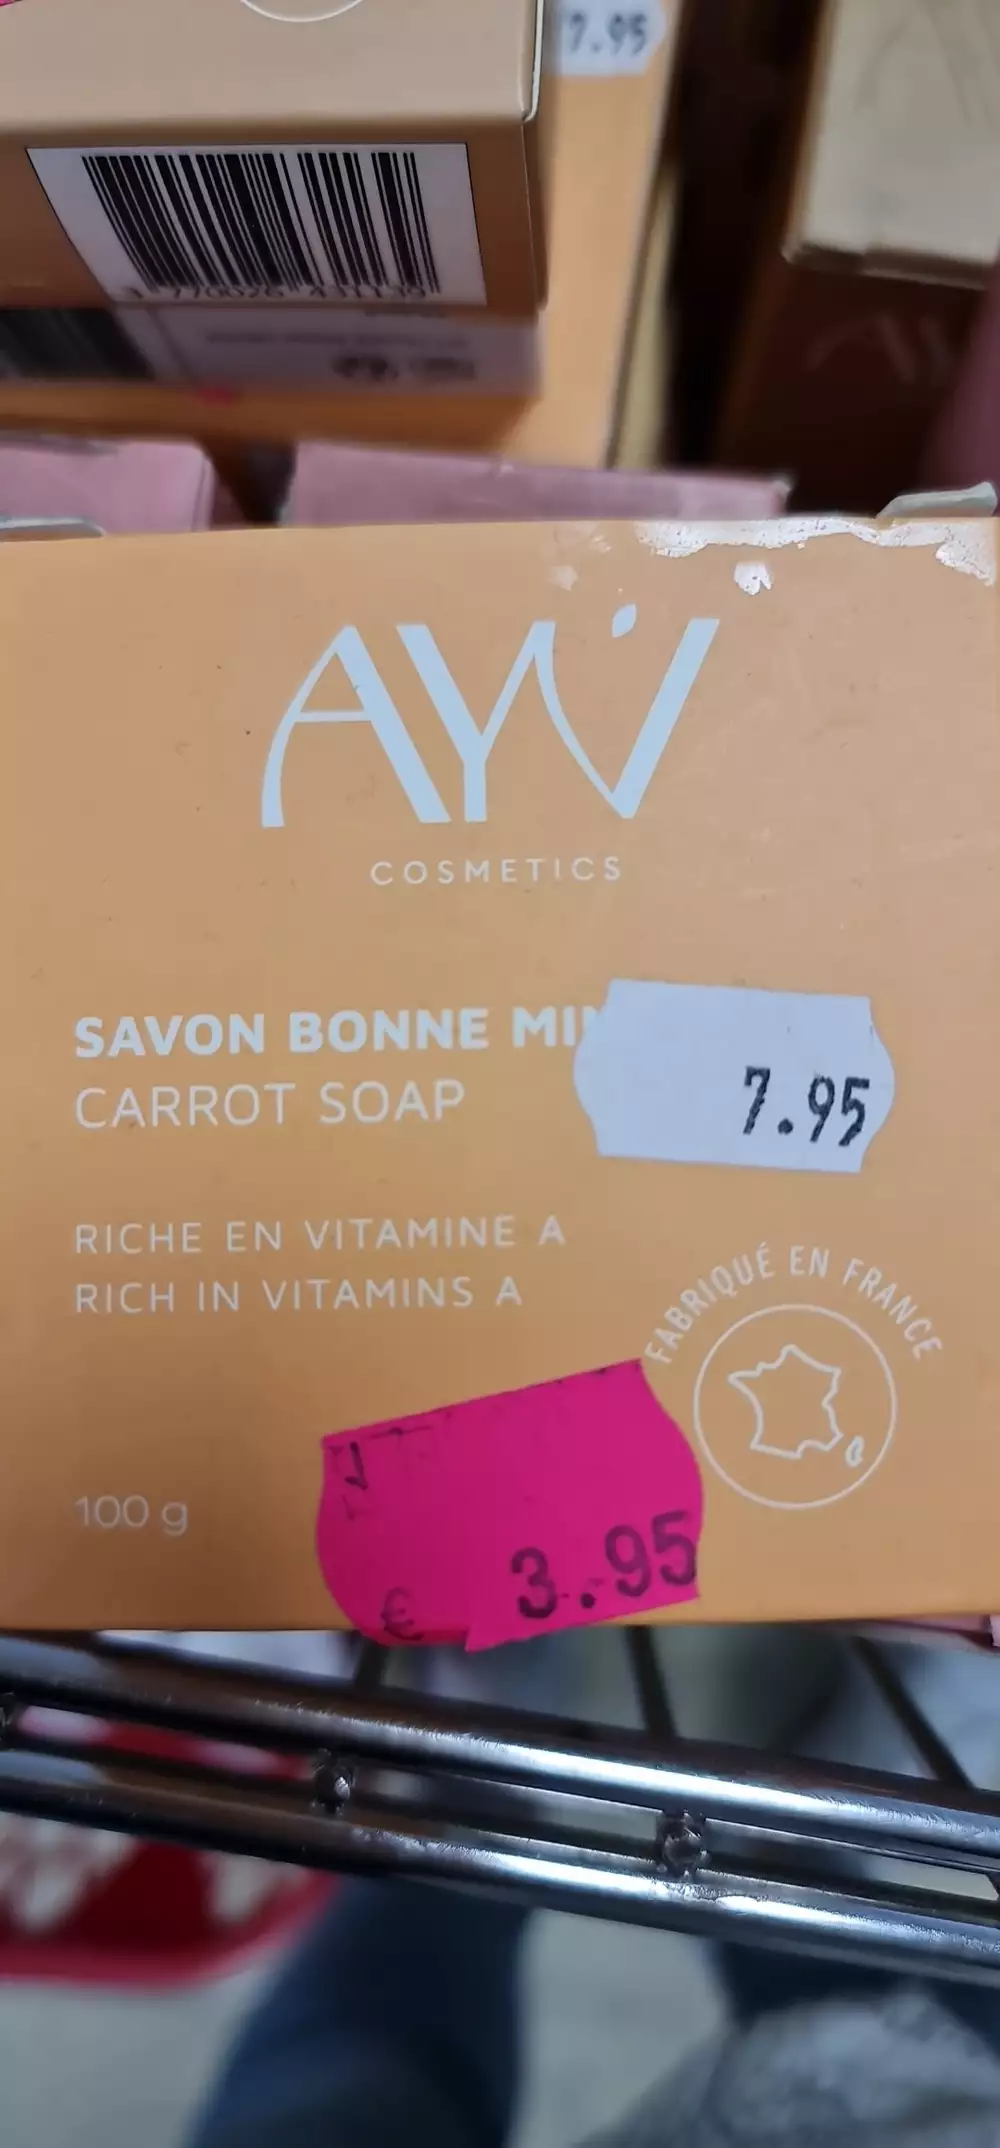 7.95
AYV
COSMETICS
SAVON BONNE MI
CARROT SOAP
7.95
RICHE EN VITAMINE A
RICH IN VITAMINS A
FABRIQUÉ EN FRANCE
100 g
€ 3.95